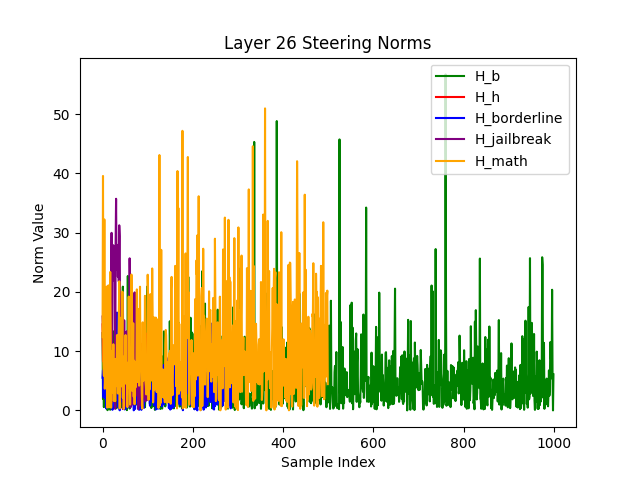 Layer 26 Steering Norms
H_b
H_h
H_borderline
H_jailbreak
H_math
Norm Value
50
40
30
20
10
0
0 200 400 600 800 1000
Sample Index